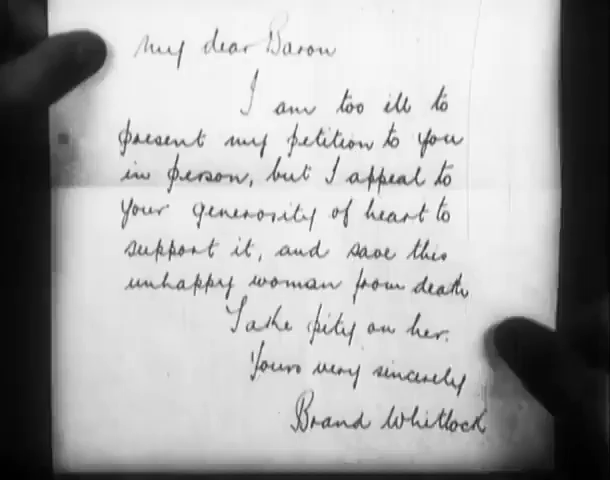 My dear Baron
I am too ill to
present my petition to you
in person, but I appeal to
your generosity of heart to
support it, and save this
unhappy woman from death
Take pity on her.
Yours very sincerely
Brand Whitlock